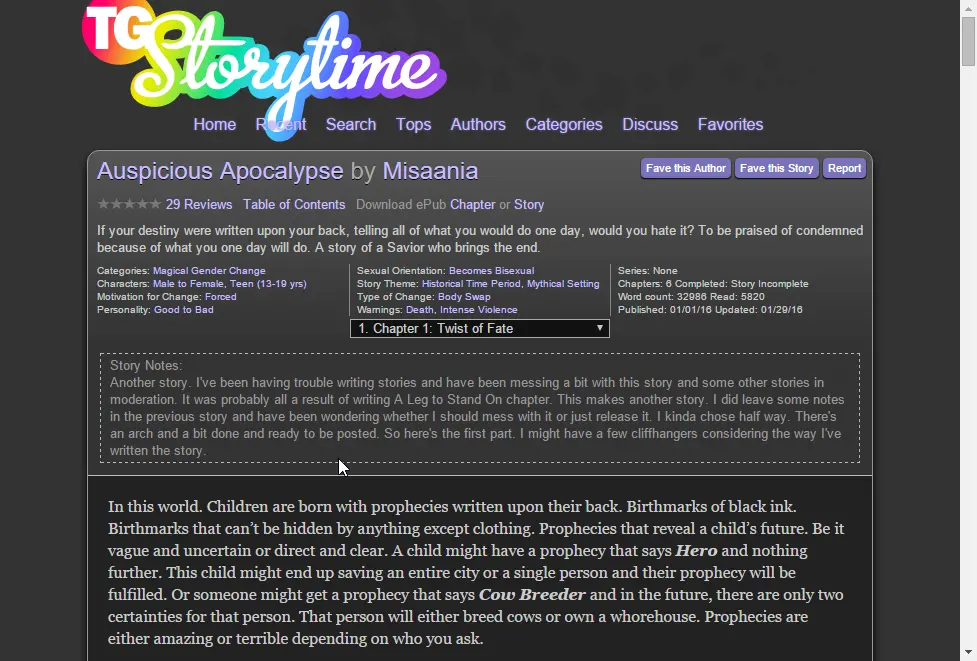 TG Storytime
Home Recent Search Tops Authors Categories Discuss Favorites
Auspicious Apocalypse by Misaania
Fave this Author Fave this Story Report
★★★★★ 29 Reviews Table of Contents Download ePub Chapter or Story
If your destiny were written upon your back, telling all of what you would do one day, would you hate it? To be praised of condemned
because of what you one day will do. A story of a Savior who brings the end.
Categories: Magical Gender Change
Characters: Male to Female, Teen (13-19 yrs)
Motivation for Change: Forced
Personality: Good to Bad
Sexual Orientation: Becomes Bisexual
Story Theme: Historical Time Period, Mythical Setting
Type of Change: Body Swap
Warnings: Death, Intense Violence
Series: None
Chapters: 6 Completed: Story Incomplete
Word count: 32986 Read: 5820
Published: 01/01/16 Updated: 01/29/16
1. Chapter 1: Twist of Fate
Story Notes:
Another story. I've been having trouble writing stories and have been messing a bit with this story and some other stories in
moderation. It was probably all a result of writing A Leg to Stand On chapter. This makes another story. I did leave some notes
in the previous story and have been wondering whether I should mess with it or just release it. I kinda chose half way. There's
an arch and a bit done and ready to be posted. So here's the first part. I might have a few cliffhangers considering the way I've
written the story.
In this world. Children are born with prophecies written upon their back. Birthmarks of black ink.
Birthmarks that can't be hidden by anything except clothing. Prophecies that reveal a child's future. Be it
vague and uncertain or direct and clear. A child might have a prophecy that says Hero and nothing
further. This child might end up saving an entire city or a single person and their prophecy will be
fulfilled. Or someone might get a prophecy that says Cow Breeder and in the future, there are only two
certainties for that person. That person will either breed cows or own a whorehouse. Prophecies are
either amazing or terrible depending on who you ask.